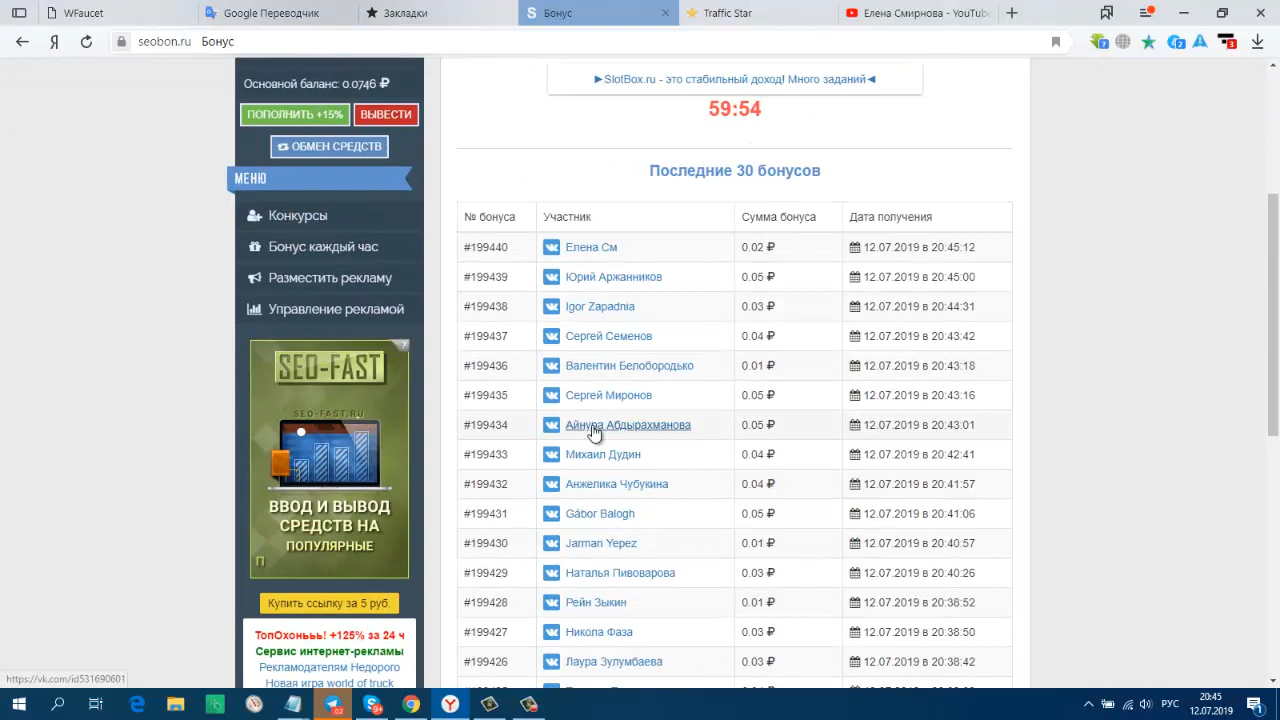 WFaucet
Google Переводчик
Закладки
Бонус
Traffic Star
Елена Смирнова - YouTube
seobon.ru Бонус
Основной баланс: 0.0746 ₽
ПОПОЛНИТЬ +15%
ВЫВЕСТИ
ОБМЕН СРЕДСТВ
МЕНЮ
Конкурсы
Бонус каждый час
Разместить рекламу
Управление рекламой
SEO-FAST
SEO-FAST.RU
ВВОД И ВЫВОД
СРЕДСТВ НА
ПОПУЛЯРНЫЕ
Купить ссылку за 5 руб.
ТопОхонььь! +125% за 24 ч
Сервис интернет-рекламы
Рекламодателям Недорого
Новая игра world of truck
►SlotBox.ru - это стабильный доход! Много заданий◄
59:54
Последние 30 бонусов
№ бонуса Участник Сумма бонуса Дата получения
#199440 Елена См 0.02 ₽ 12.07.2019 в 20:45:12
#199439 Юрий Аржанников 0.05 ₽ 12.07.2019 в 20:45:00
#199438 Igor Zapadnia 0.03 ₽ 12.07.2019 в 20:44:31
#199437 Сергей Семенов 0.04 ₽ 12.07.2019 в 20:43:42
#199436 Валентин Белобородько 0.01 ₽ 12.07.2019 в 20:43:18
#199435 Сергей Миронов 0.05 ₽ 12.07.2019 в 20:43:16
#199434 Айнура Абдырахманова 0.05 ₽ 12.07.2019 в 20:43:01
#199433 Михаил Дудин 0.04 ₽ 12.07.2019 в 20:42:41
#199432 Анжелика Чубукина 0.04 ₽ 12.07.2019 в 20:41:57
#199431 Gábor Balogh 0.05 ₽ 12.07.2019 в 20:41:06
#199430 Jarman Yepez 0.01 ₽ 12.07.2019 в 20:40:57
#199429 Наталья Пивоварова 0.03 ₽ 12.07.2019 в 20:40:26
#199428 Рейн Зыкин 0.01 ₽ 12.07.2019 в 20:38:52
#199427 Никола Фаза 0.03 ₽ 12.07.2019 в 20:38:50
#199426 Лаура Зулумбаева 0.03 ₽ 12.07.2019 в 20:38:42
https://vk.com/id531690601
РУС
20:45
12.07.2019